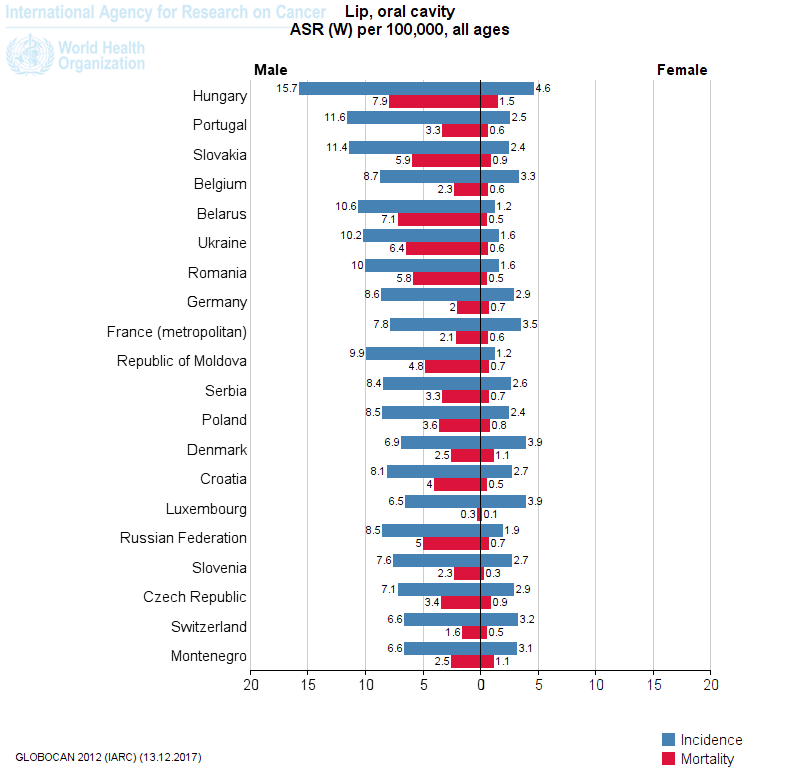 International Agency for Research on Cancer
World Health
Organization
Lip, oral cavity
ASR (W) per 100,000, all ages
Male Female
Hungary 15.7 4.6
7.9 1.5
Portugal 11.6 2.5
3.3 0.6
Slovakia 11.4 2.4
5.9 0.9
Belgium 8.7 3.3
2.3 0.6
Belarus 10.6 1.2
7.1 0.5
Ukraine 10.2 1.6
6.4 0.6
Romania 10 1.6
5.8 0.5
Germany 8.6 2.9
2 0.7
France (metropolitan) 7.8 3.5
2.1 0.6
Republic of Moldova 9.9 1.2
4.8 0.7
Serbia 8.4 2.6
3.3 0.7
Poland 8.5 2.4
3.6 0.8
Denmark 6.9 3.9
2.5 1.1
Croatia 8.1 2.7
4 0.5
Luxembourg 6.5 3.9
0.3 0.1
Russian Federation 8.5 1.9
5 0.7
Slovenia 7.6 2.7
2.3 0.3
Czech Republic 7.1 2.9
3.4 0.9
Switzerland 6.6 3.2
1.6 0.5
Montenegro 6.6 3.1
2.5 1.1
20 15 10 5 0 5 10 15 20
Incidence
Mortality
GLOBOCAN 2012 (IARC) (13.12.2017)